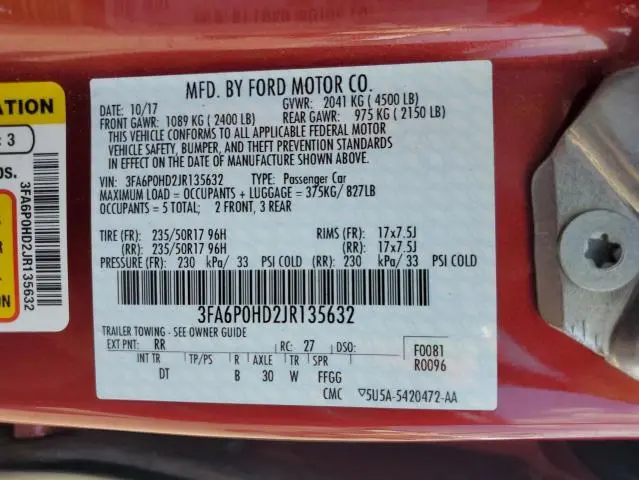 MFD. BY FORD MOTOR CO.
DATE: 10/17 GVWR: 2041 KG ( 4500 LB)
FRONT GAWR: 1089 KG ( 2400 LB) REAR GAWR: 975 KG ( 2150 LB)
THIS VEHICLE CONFORMS TO ALL APPLICABLE FEDERAL MOTOR
VEHICLE SAFETY, BUMPER, AND THEFT PREVENTION STANDARDS
IN EFFECT ON THE DATE OF MANUFACTURE SHOWN ABOVE.
VIN: 3FA6P0HD2JR135632 TYPE: Passenger Car
MAXIMUM LOAD = OCCUPANTS + LUGGAGE = 375KG/ 827LB
OCCUPANTS = 5 TOTAL; 2 FRONT, 3 REAR
TIRE (FR): 235/50R17 96H RIMS (FR): 17x7.5J
(RR): 235/50R17 96H (RR): 17x7.5J
PRESSURE (FR): 230 kPa/ 33 PSI COLD (RR): 230 kPa/ 33 PSI COLD
3FA6P0HD2JR135632
TRAILER TOWING - SEE OWNER GUIDE
EXT PNT: RR RC: 27 DSO: F0081
INT TR TP/PS R AXLE TR SPR R0096
DT B 30 W FFGG
CMC ▽5U5A-5420472-AA
ATION
: 3
os.
3FA6P0HD2JR135632